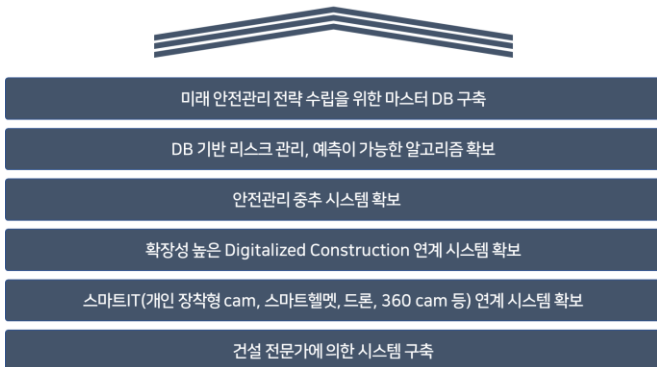 미래 안전관리 전략 수립을 위한 마스터 DB 구축
DB 기반 리스크 관리, 예측이 가능한 알고리즘 확보
안전관리 중추 시스템 확보
확장성 높은 Digitalized Construction 연계 시스템 확보
스마트IT(개인 장착형 cam, 스마트헬멧, 드론, 360 cam 등) 연계 시스템 확보
건설 전문가에 의한 시스템 구축